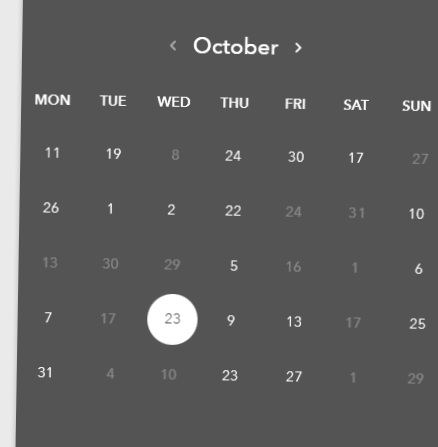 < October >
MON TUE WED THU FRI SAT SUN
11 19 8 24 30 17 27
26 1 2 22 24 31 10
13 30 29 5 16 1 6
7 17 23 9 13 17 25
31 4 10 23 27 1 29